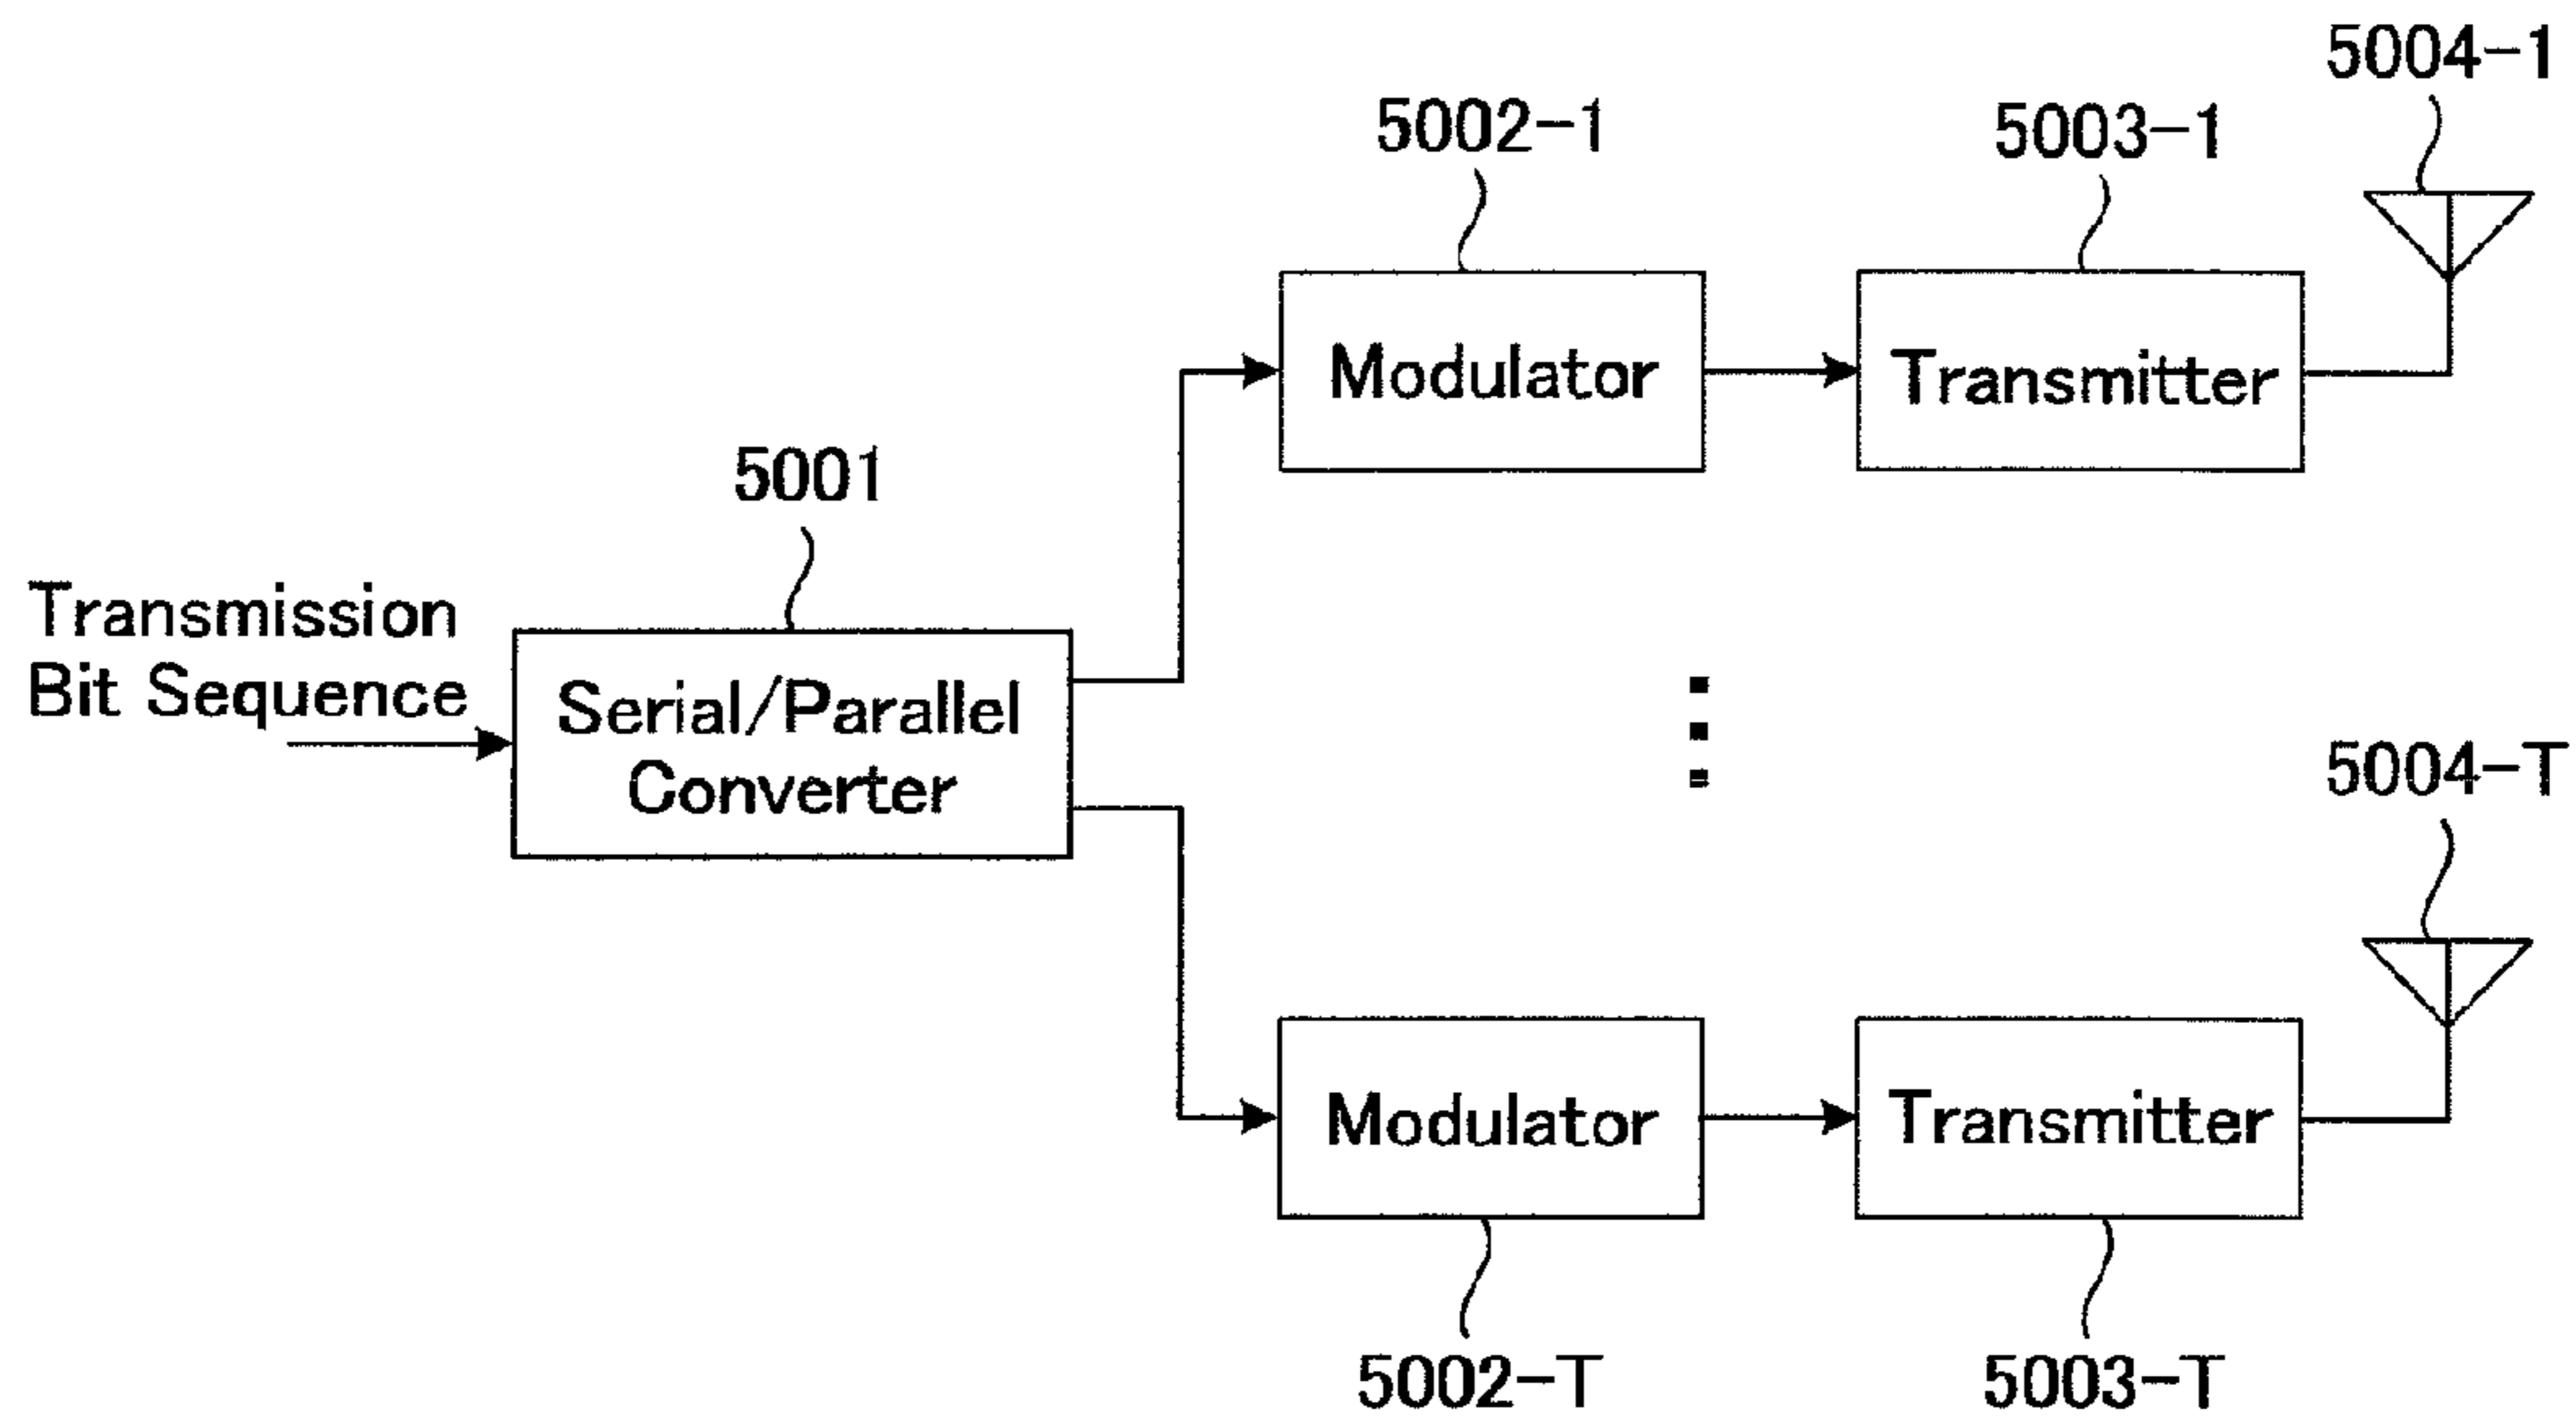 5004-1
5002-1
5003-1
Modulator
Transmitter
5001
Transmission
Bit Sequence
Serial/Parallel
Converter
5004-T
Modulator
Transmitter
5002-T
5003-T